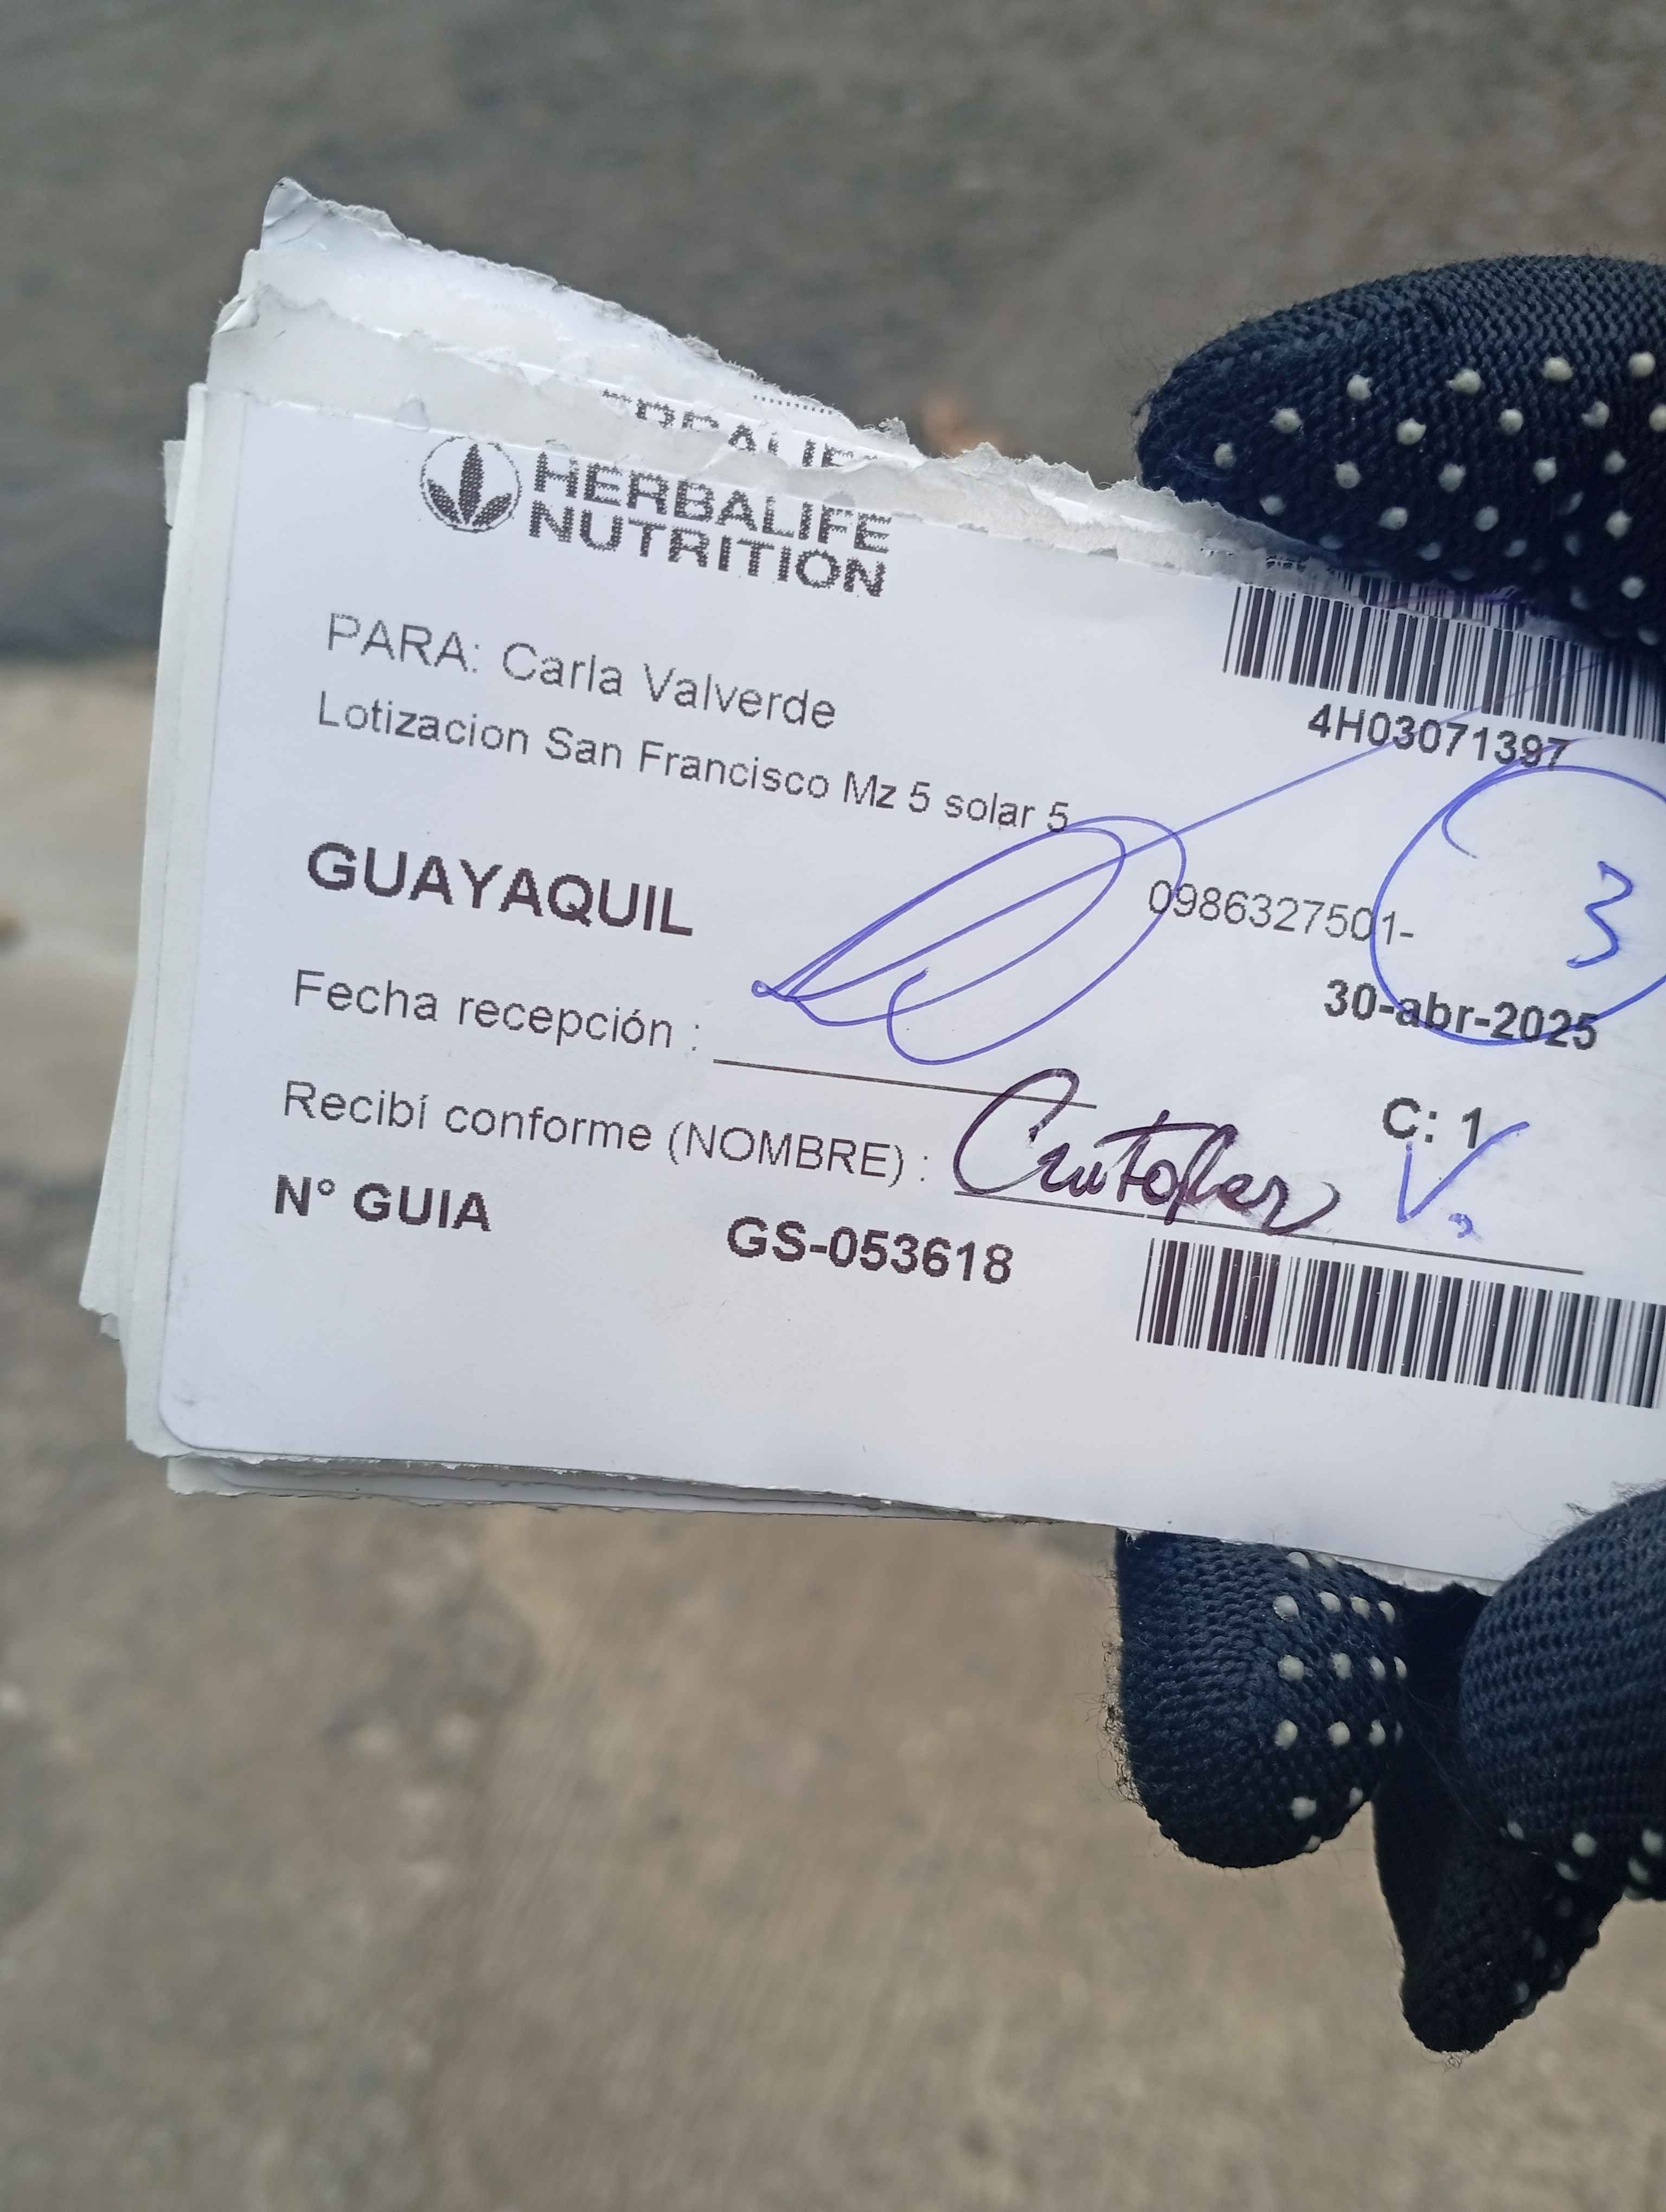 HERBALIFE
NUTRITION
4H03071397
PARA: Carla Valverde
Lotizacion San Francisco Mz 5 solar 5
GUAYAQUIL
0986327501-
3
30-abr-2025
Fecha recepción :
C: 1
Recibí conforme (NOMBRE) : Cristofer V.
N° GUIA GS-053618